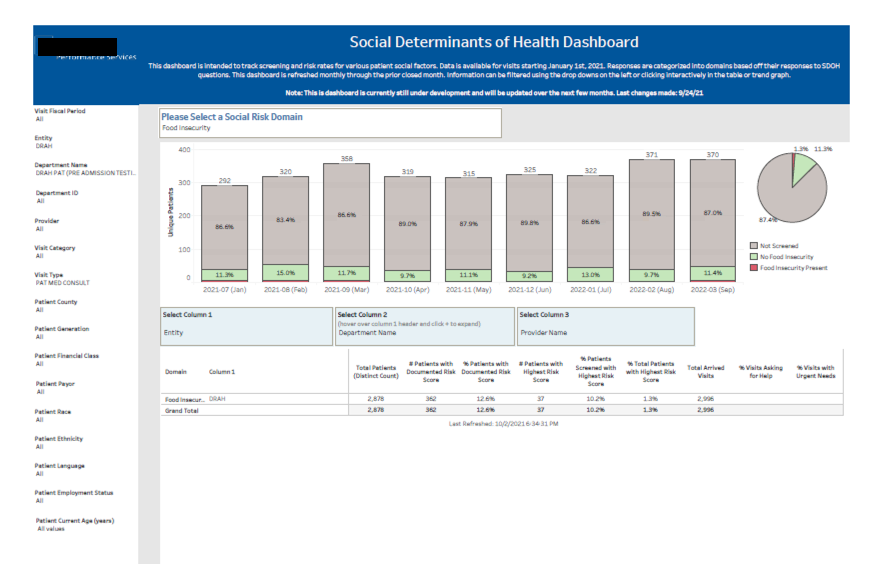 Performance Services
Social Determinants of Health Dashboard
This dashboard is intended to track screening and risk rates for various patient social factors. Data is available for visits starting January 1st, 2021. Responses are categorized into domains based off their responses to SDOH
questions. This dashboard is refreshed monthly through the prior closed month. Information can be filtered using the drop downs on the left or clicking interactively in the table or trend graph.
Note: This is dashboard is currently still under development and will be updated over the next few months. Last changes made: 9/24/21
Visit Fiscal Period
All
Entity
DRAH
Department Name
DRAH PAT (PRE ADMISSION TESTI..
Department ID
All
Provider
All
Visit Category
All
Visit Type
PAT MED CONSULT
Patient County
All
Patient Generation
All
Patient Financial Class
All
Patient Payor
All
Patient Race
All
Patient Ethnicity
All
Patient Language
All
Patient Employment Status
All
Patient Current Age (years)
All values
Please Select a Social Risk Domain
Food Insecurity
Unique Patients
400
300
200
100
0
292 320 358 319 315 325 322 371 370
86.6% 83.4% 86.6% 89.0% 87.9% 89.8% 86.6% 89.5% 87.0%
11.3% 15.0% 11.7% 9.7% 11.1% 9.2% 13.0% 9.7% 11.4%
2021-07 (Jan) 2021-08 (Feb) 2021-09 (Mar) 2021-10 (Apr) 2021-11 (May) 2021-12 (Jun) 2022-01 (Jul) 2022-02 (Aug) 2022-03 (Sep)
1.3% 11.3%
87.4%
Not Screened
No Food Insecurity
Food Insecurity Present
Select Column 1
Entity
Select Column 2
(hover over column 1 header and click + to expand)
Department Name
Select Column 3
Provider Name
Domain Column 1 Total Patients (Distinct Count) # Patients with Documented Risk Score % Patients with Documented Risk Score # Patients with Highest Risk Score % Patients Screened with Highest Risk Score % Total Patients with Highest Risk Score Total Arrived Visits % Visits Asking for Help % Visits with Urgent Needs
Food Insecur.. DRAH 2,878 362 12.6% 37 10.2% 1.3% 2,996
Grand Total 2,878 362 12.6% 37 10.2% 1.3% 2,996
Last Refreshed: 10/2/2021 6:34:31 PM